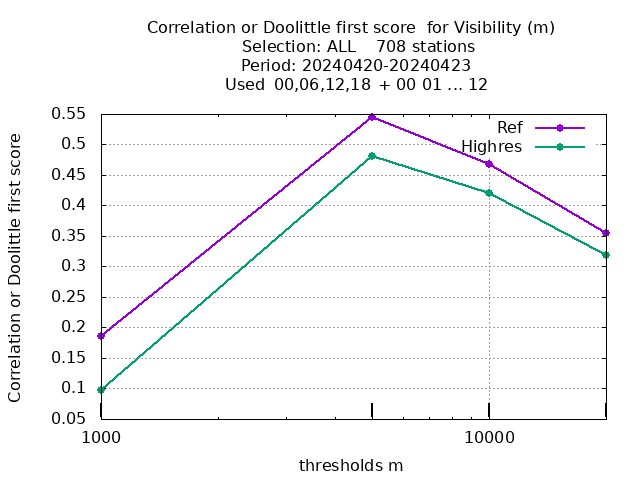 Correlation or Doolittle first score  for Visibility (m)
Selection: ALL    708 stations
Period: 20240420-20240423
Used  00,06,12,18  + 00 01 ... 12
Correlation or Doolittle first score
0.55
0.5
0.45
0.4
0.35
0.3
0.25
0.2
0.15
0.1
0.05
Ref
Highres
1000
10000
thresholds m